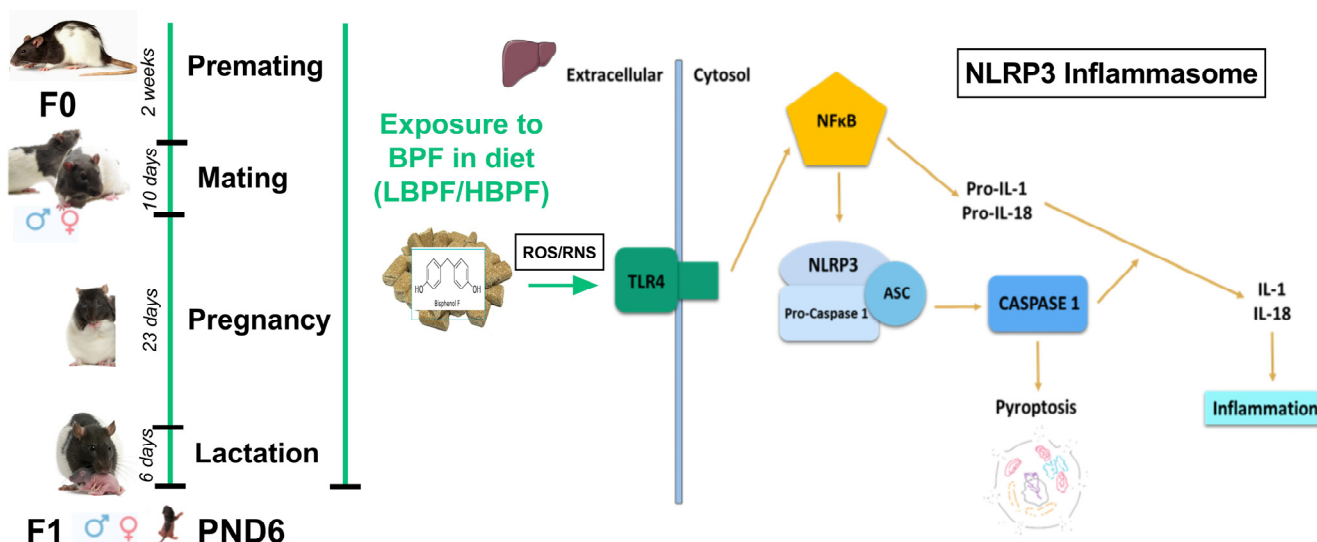 2 weeks
Premating
F0
10 days
Mating
23 days
Pregnancy
6 days
Lactation
F1
PND6
Exposure to
BPF in diet
(LBPF/HBPF)
HO
OH
Bisphenol F
ROS/RNS
Extracellular
Cytosol
NLRP3 Inflammasome
TLR4
NFκB
Pro-IL-1
Pro-IL-18
NLRP3
Pro-Caspase 1
ASC
CASPASE 1
IL-1
IL-18
Pyroptosis
Inflammation